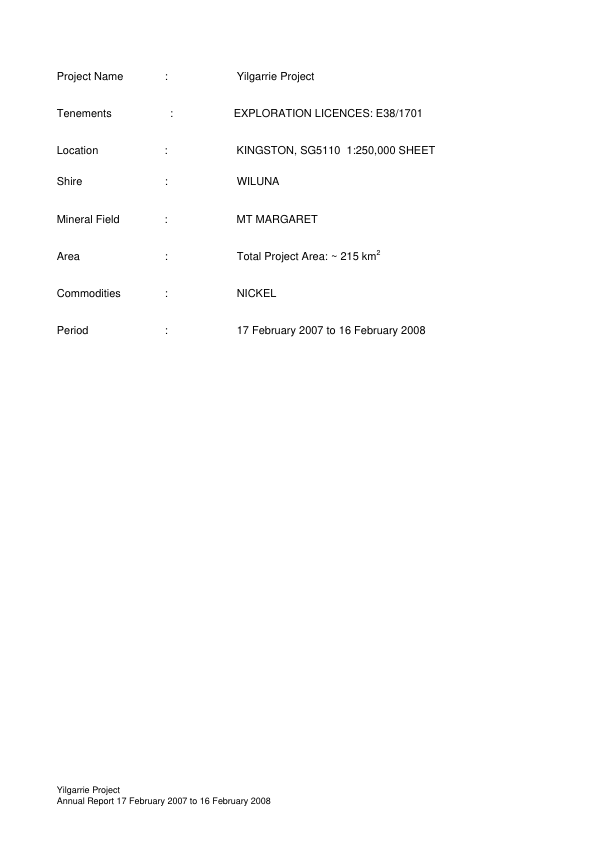 Project Name : Yilgarrie Project
Tenements : EXPLORATION LICENCES: E38/1701
Location : KINGSTON, SG5110 1:250,000 SHEET
Shire : WILUNA
Mineral Field : MT MARGARET
Area : Total Project Area: ~ 215 km²
Commodities : NICKEL
Period : 17 February 2007 to 16 February 2008
Yilgarrie Project
Annual Report 17 February 2007 to 16 February 2008